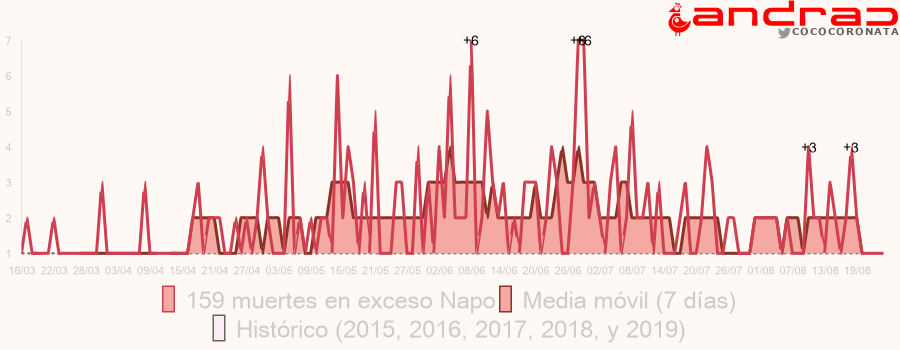 andrab
COCOCORONATA
7
6
5
4
3
2
1
+6
+6
+6
+3
+3
16/03 22/03 28/03 03/04 09/04 15/04 21/04 27/04 03/05 09/05 15/05 21/05 27/05 02/06 08/06 14/06 20/06 26/06 02/07 08/07 14/07 20/07 26/07 01/08 07/08 13/08 19/08
159 muertes en exceso Napo Media móvil (7 días)
Histórico (2015, 2016, 2017, 2018, y 2019)